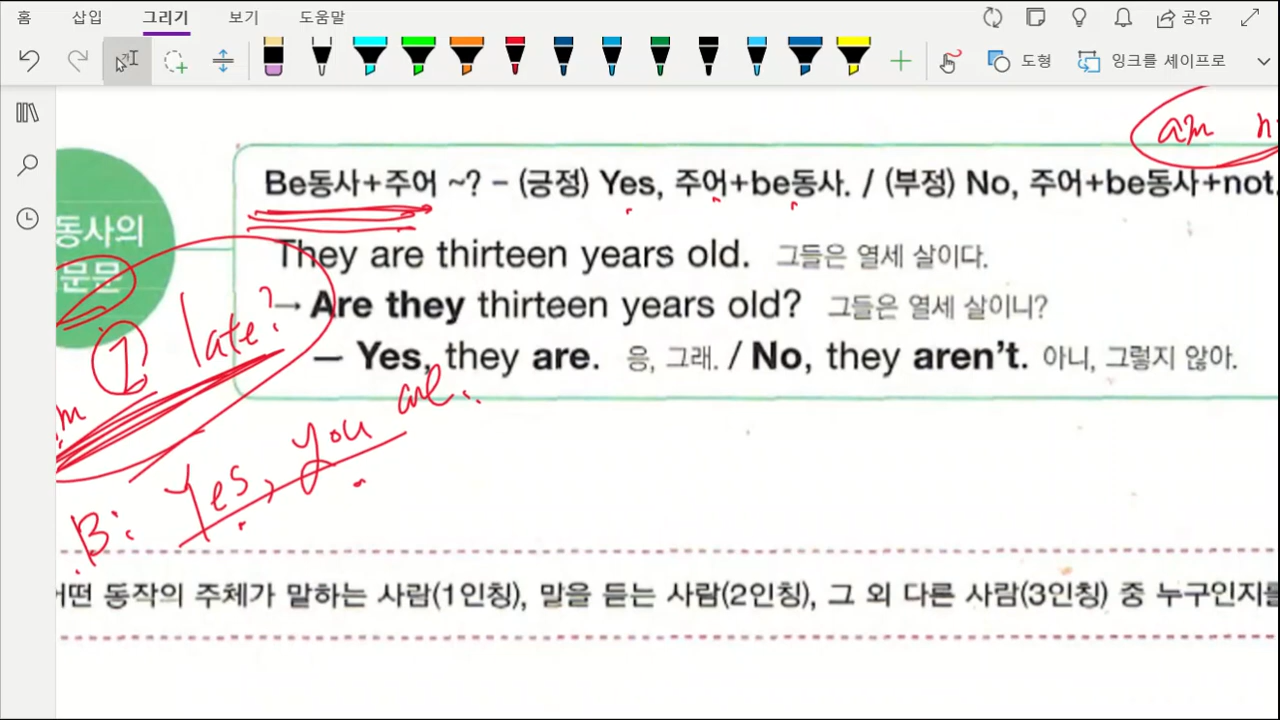 홈 삽입 그리기 보기 도움말 공유
도형 잉크를 셰이프로
am
Be동사+주어 ~? – (긍정) Yes, 주어+be동사. / (부정) No, 주어+be동사+not.
동사의
문문
They are thirteen years old. 그들은 열세 살이다.
→ Are they thirteen years old? 그들은 열세 살이니?
— Yes, they are. 응, 그래. / No, they aren't. 아니, 그렇지 않아.
I late?
B: Yes, you are.
어떤 동작의 주체가 말하는 사람(1인칭), 말을 듣는 사람(2인칭), 그 외 다른 사람(3인칭) 중 누구인지를